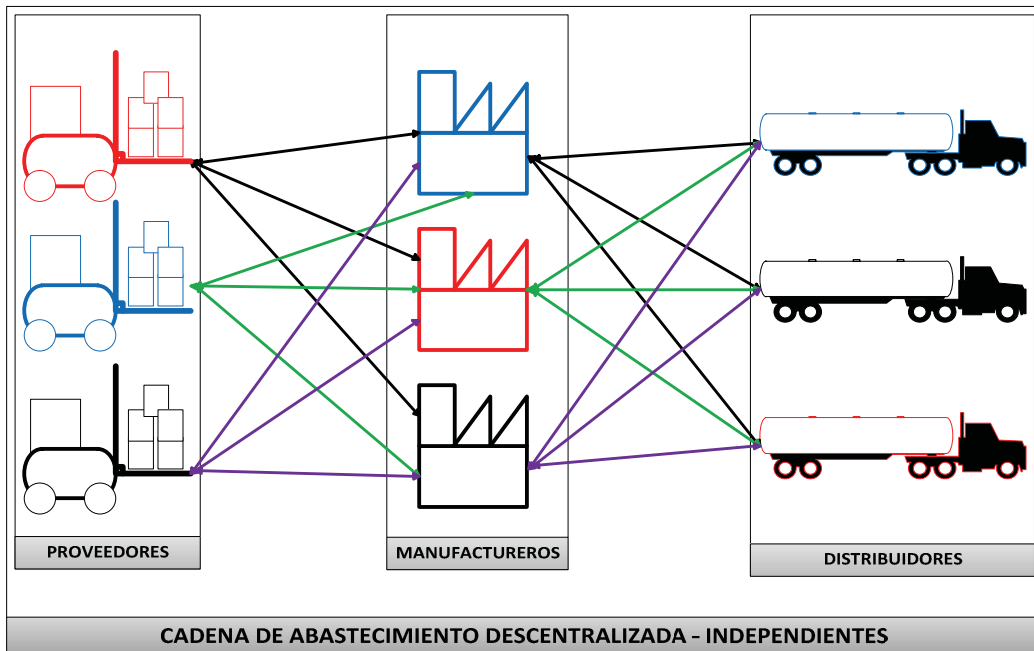 PROVEEDORES
MANUFACTUREROS
DISTRIBUIDORES
CADENA DE ABASTECIMIENTO DESCENTRALIZADA - INDEPENDIENTES